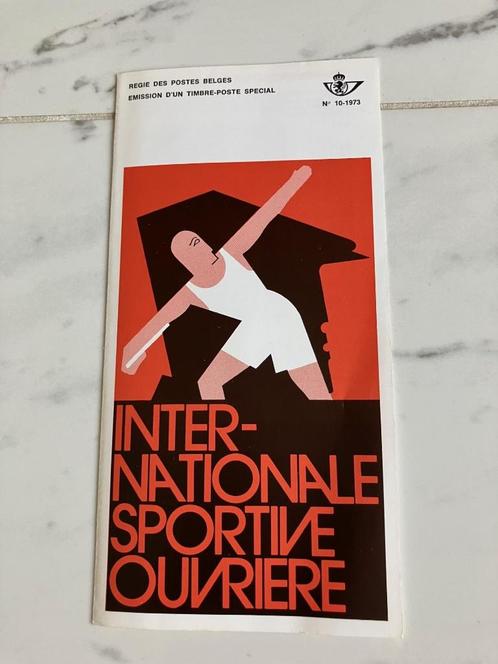 REGIE DES POSTES BELGES
EMISSION D'UN TIMBRE-POSTE SPECIAL
N° 10-1973
INTER-
NATIONALE
SPORTIVE
OUVRIERE